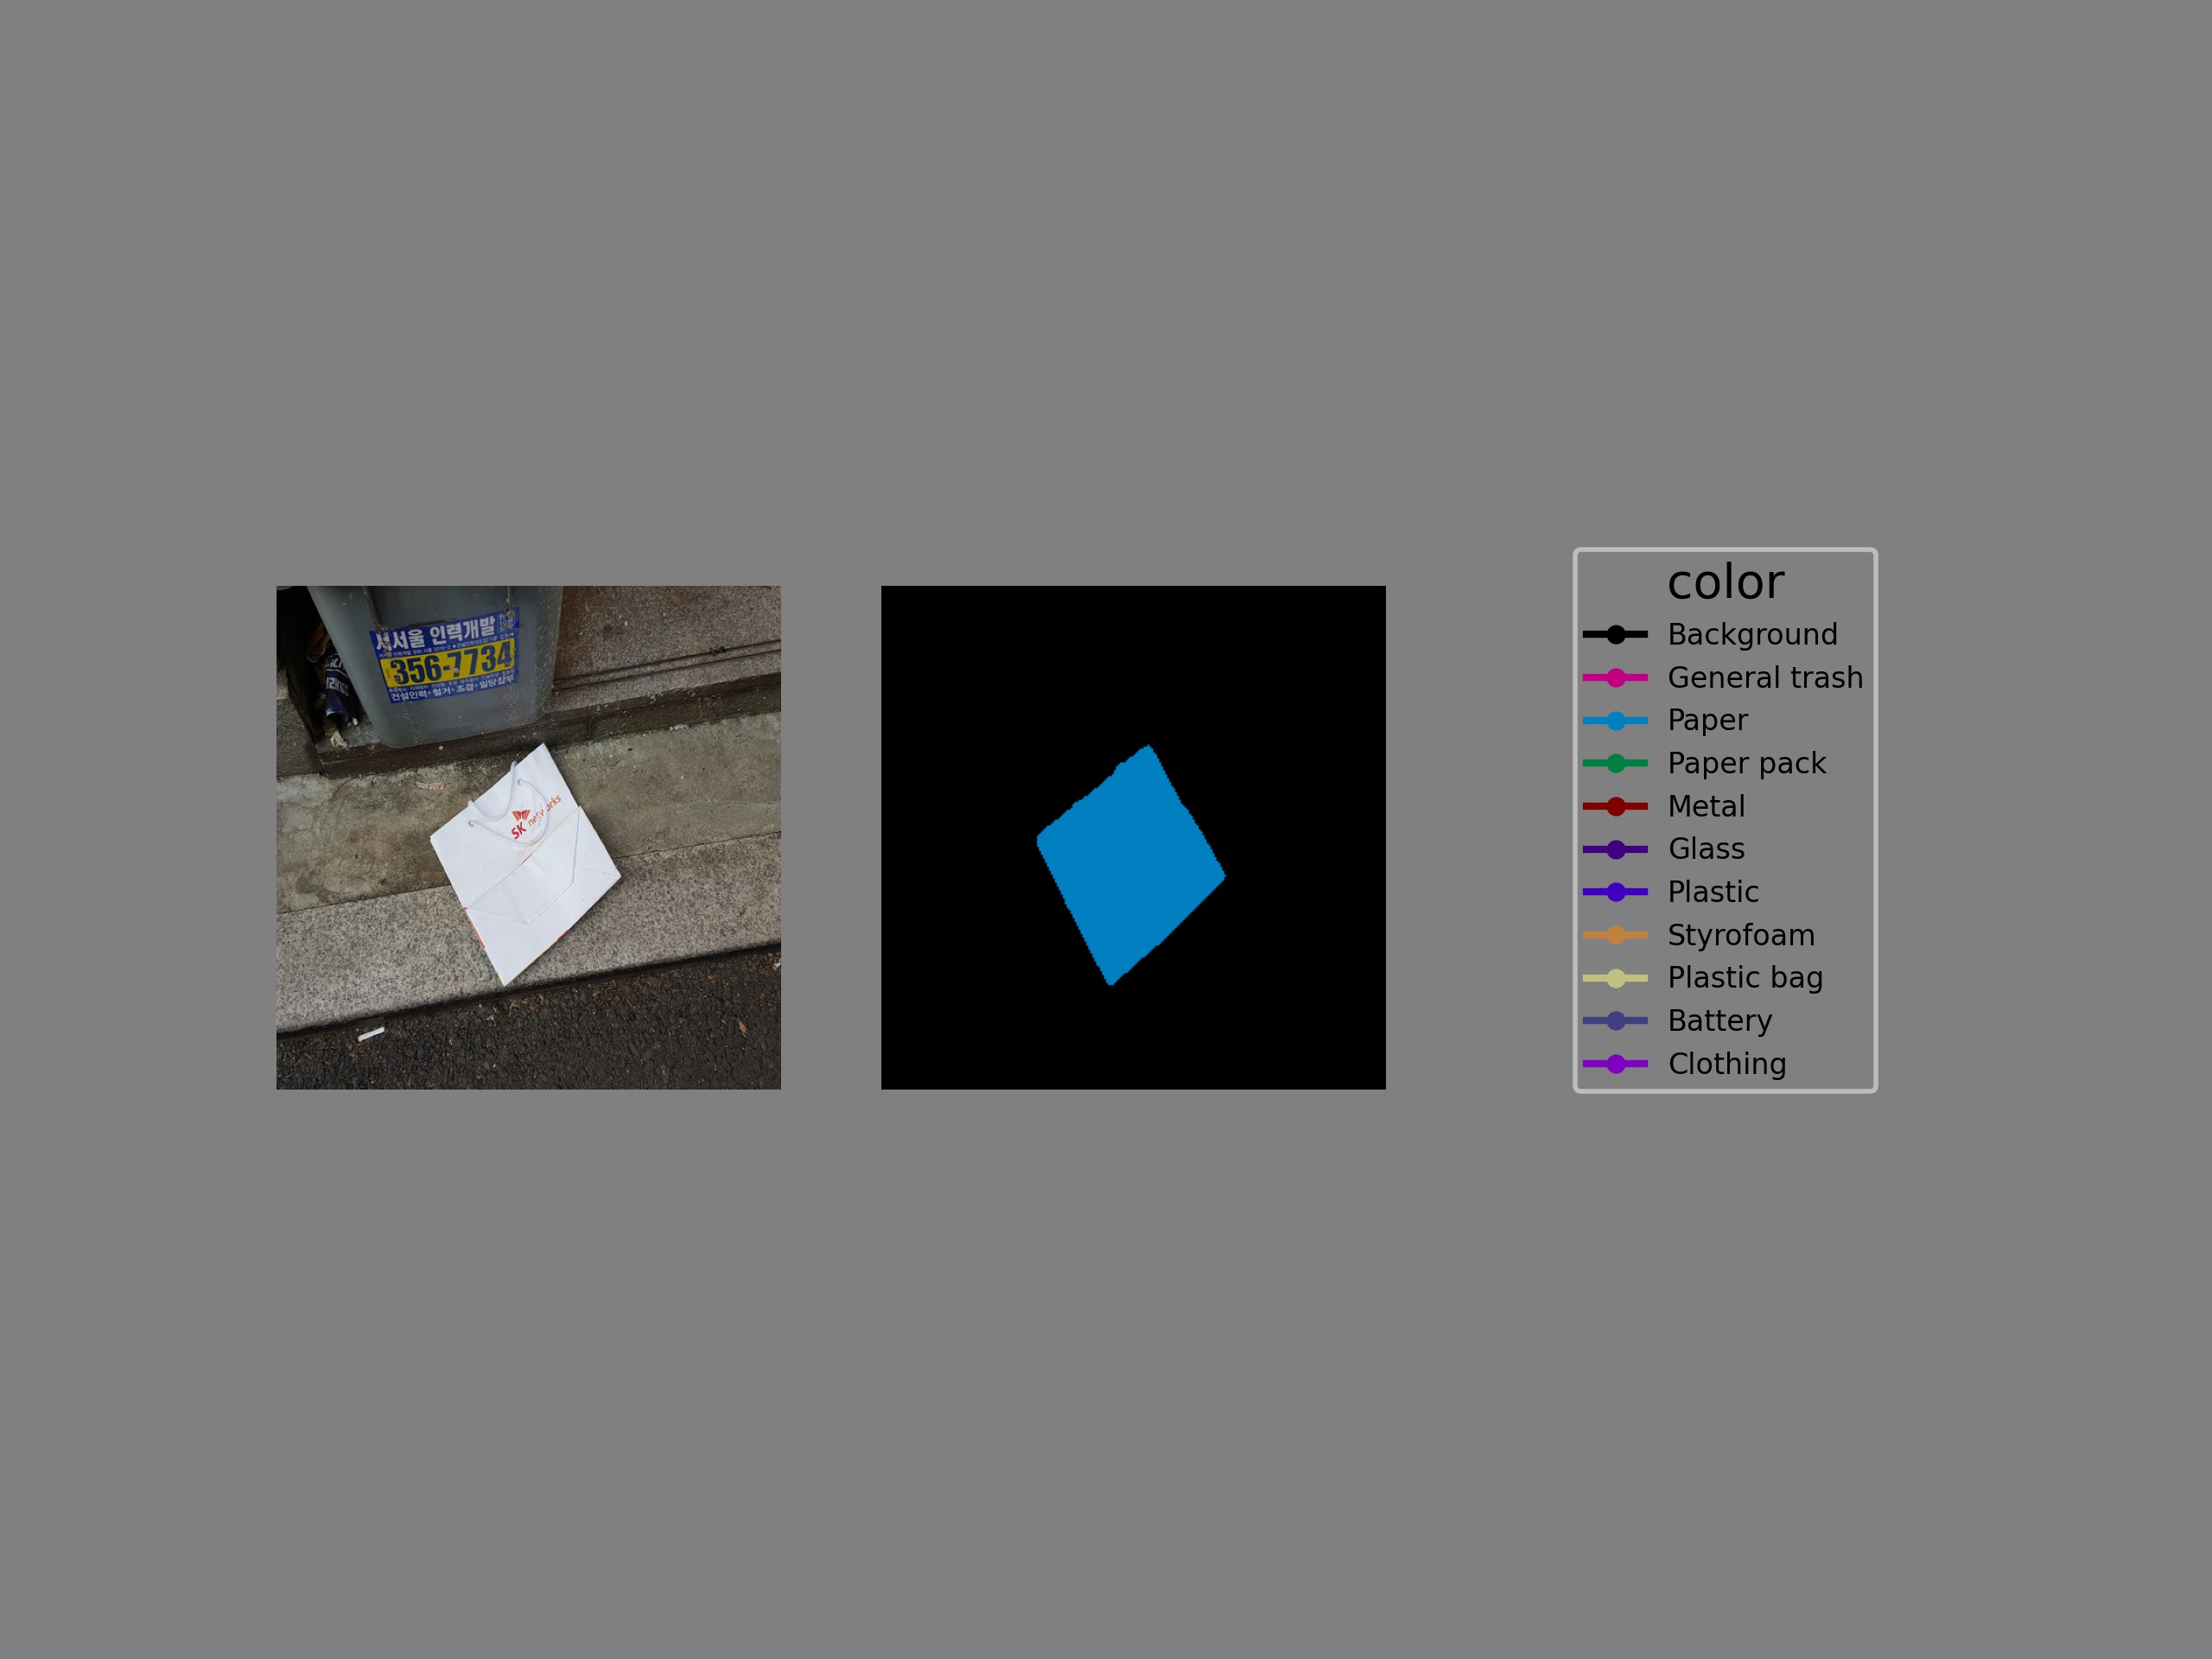 서서울 인력개발
356-7734
건설인력·철거·조경·일당잡부
SK networks
color
Background
General trash
Paper
Paper pack
Metal
Glass
Plastic
Styrofoam
Plastic bag
Battery
Clothing